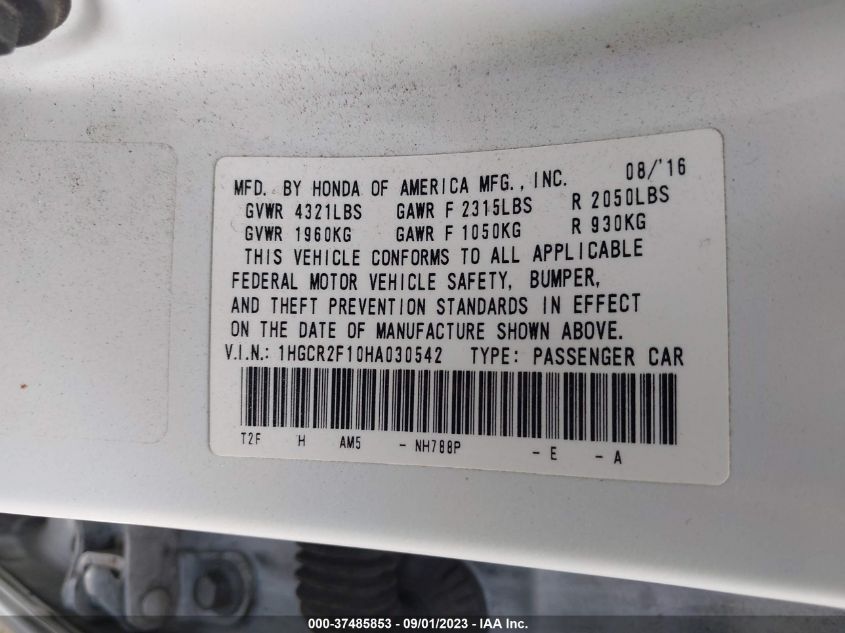 MFD. BY HONDA OF AMERICA MFG., INC. 08/'16
GVWR 4321LBS GAWR F 2315LBS R 2050LBS
GVWR 1960KG GAWR F 1050KG R 930KG
THIS VEHICLE CONFORMS TO ALL APPLICABLE
FEDERAL MOTOR VEHICLE SAFETY, BUMPER,
AND THEFT PREVENTION STANDARDS IN EFFECT
ON THE DATE OF MANUFACTURE SHOWN ABOVE.
V.I.N.: 1HGCR2F10HA030542 TYPE: PASSENGER CAR
T2F H AM5 - NH788P - E - A
000-37485853 / 09/01/2023 - IAA Inc.